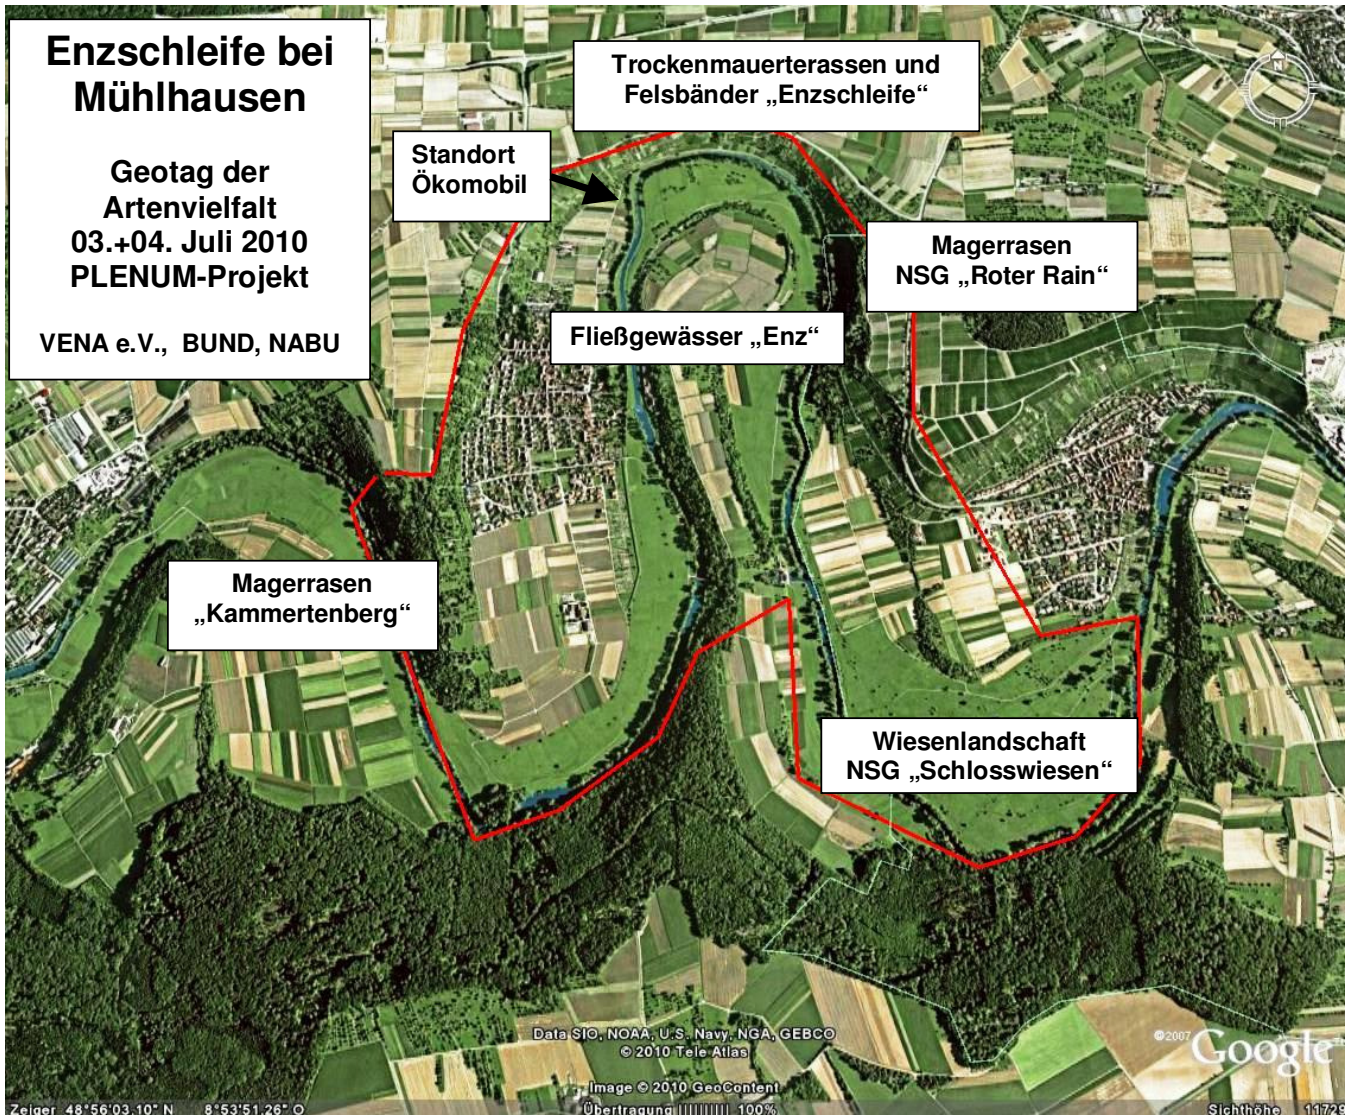 Enzschleife bei
Mühlhausen
Geotag der
Artenvielfalt
03.+04. Juli 2010
PLENUM-Projekt
VENA e.V., BUND, NABU
Trockenmauerterassen und
Felsbänder „Enzschleife“
Standort
Ökomobil
N
Magerrasen
NSG „Roter Rain“
Fließgewässer „Enz“
Magerrasen
„Kammertenberg“
Wiesenlandschaft
NSG „Schlosswiesen“
Data SIO, NOAA, U.S. Navy, NGA, GEBCO
© 2010 Tele Atlas
©2007 Google
Image © 2010 GeoContent
Zeiger 48°56'03.10" N 8°53'51.26" O
Übertragung |||||||||| 100%
Sichthöhe 11729